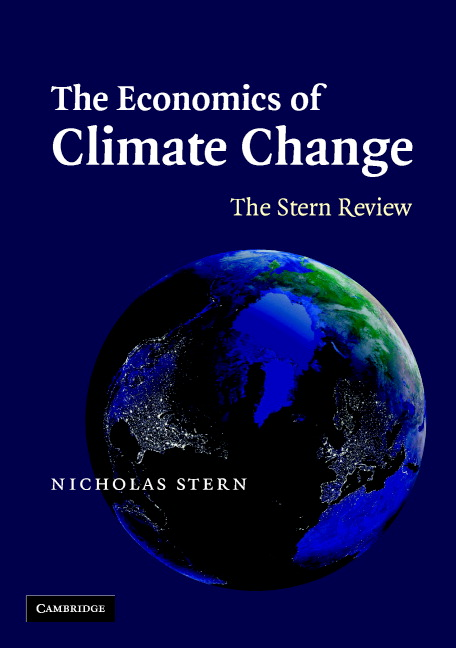 The Economics of
Climate Change
The Stern Review
NICHOLAS STERN
CAMBRIDGE